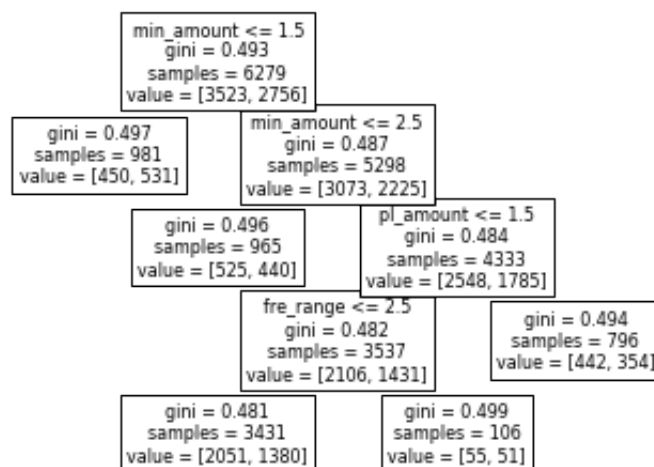 min_amount <= 1.5
gini = 0.493
samples = 6279
value = [3523, 2756]
gini = 0.497
samples = 981
value = [450, 531]
min_amount <= 2.5
gini = 0.487
samples = 5298
value = [3073, 2225]
gini = 0.496
samples = 965
value = [525, 440]
pl_amount <= 1.5
gini = 0.484
samples = 4333
value = [2548, 1785]
fre_range <= 2.5
gini = 0.482
samples = 3537
value = [2106, 1431]
gini = 0.494
samples = 796
value = [442, 354]
gini = 0.481
samples = 3431
value = [2051, 1380]
gini = 0.499
samples = 106
value = [55, 51]